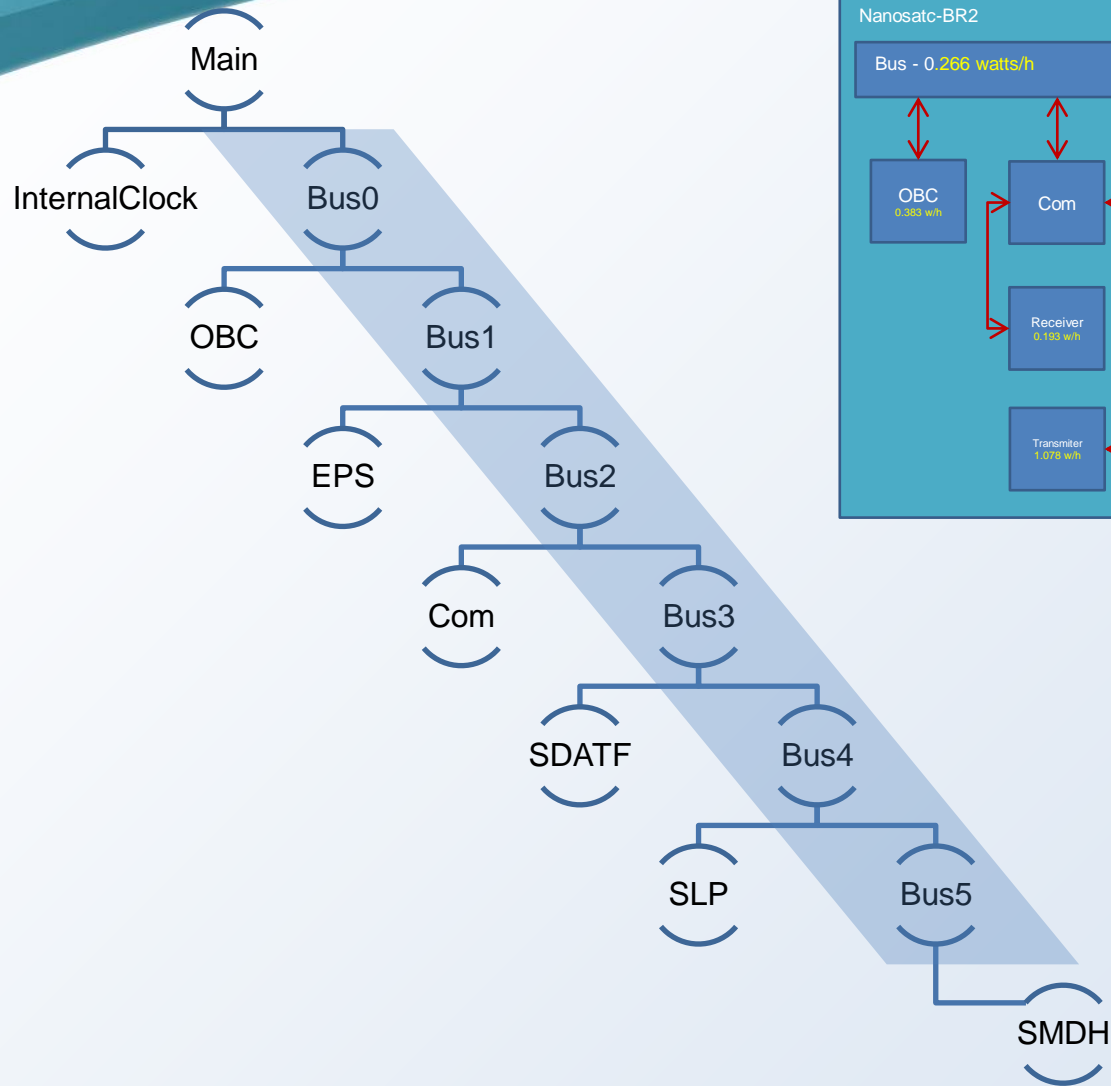 Main
InternalClock
Bus0
OBC
Bus1
EPS
Bus2
Com
Bus3
SDATF
Bus4
SLP
Bus5
SMDH
Nanosatc-BR2
Bus - 0.266 watts/h
OBC
0.383 w/h
Com
Receiver
0.193 w/h
Transmiter
1.078 w/h